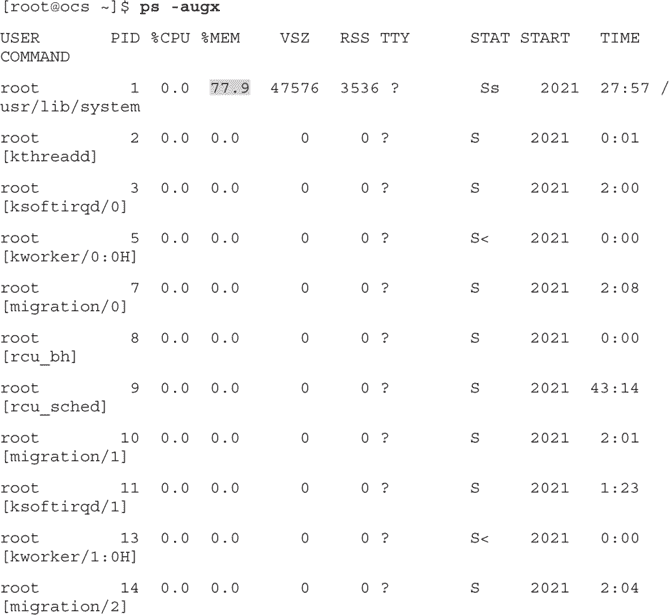 [root@ocs ~]$ ps -augx
USER PID %CPU %MEM VSZ RSS TTY STAT START TIME
COMMAND
root 1 0.0 77.9 47576 3536 ? Ss 2021 27:57 /
usr/lib/system
root 2 0.0 0.0 0 0 ? S 2021 0:01
[kthreadd]
root 3 0.0 0.0 0 0 ? S 2021 2:00
[ksoftirqd/0]
root 5 0.0 0.0 0 0 ? S< 2021 0:00
[kworker/0:0H]
root 7 0.0 0.0 0 0 ? S 2021 2:08
[migration/0]
root 8 0.0 0.0 0 0 ? S 2021 0:00
[rcu_bh]
root 9 0.0 0.0 0 0 ? S 2021 43:14
[rcu_sched]
root 10 0.0 0.0 0 0 ? S 2021 2:01
[migration/1]
root 11 0.0 0.0 0 0 ? S 2021 1:23
[ksoftirqd/1]
root 13 0.0 0.0 0 0 ? S< 2021 0:00
[kworker/1:0H]
root 14 0.0 0.0 0 0 ? S 2021 2:04
[migration/2]